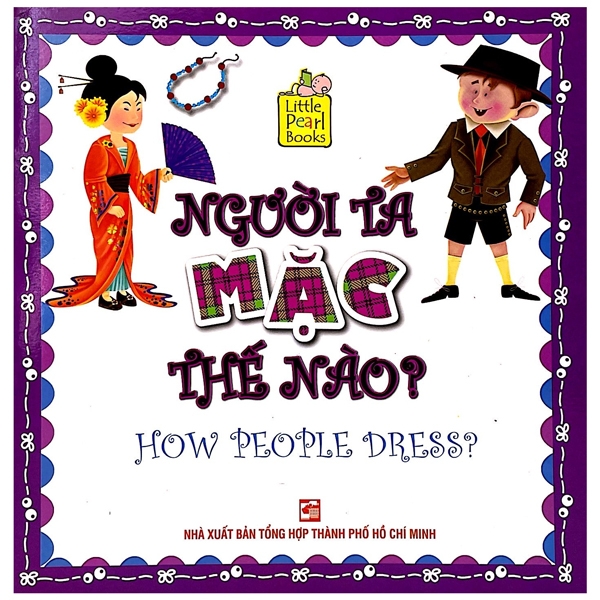 Little
Pearl
Books
NGƯỜI TA
MẶC
THẾ NÀO?
HOW PEOPLE DRESS?
NHÀ XUẤT BẢN TỔNG HỢP THÀNH PHỐ HỒ CHÍ MINH